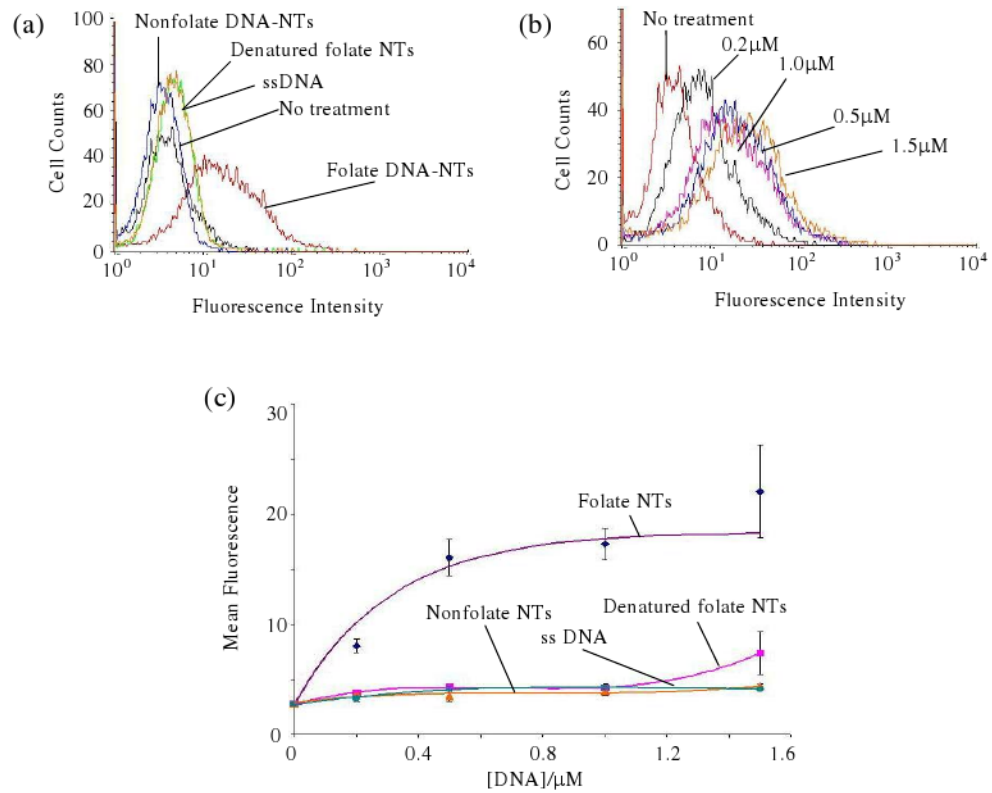 (a)
Nonfolate DNA-NTs
Denatured folate NTs
ssDNA
No treatment
Folate DNA-NTs
Cell Counts
100
80
60
40
20
0
10^0
10^1
10^2
10^3
10^4
Fluorescence Intensity
(b)
No treatment
0.2μM
1.0μM
0.5μM
1.5μM
Cell Counts
60
40
20
0
10^0
10^1
10^2
10^3
10^4
Fluorescence Intensity
(c)
Mean Fluorescence
30
20
10
0
Folate NTs
Denatured folate NTs
Nonfolate NTs
ss DNA
0
0.4
0.8
1.2
1.6
[DNA]/μM